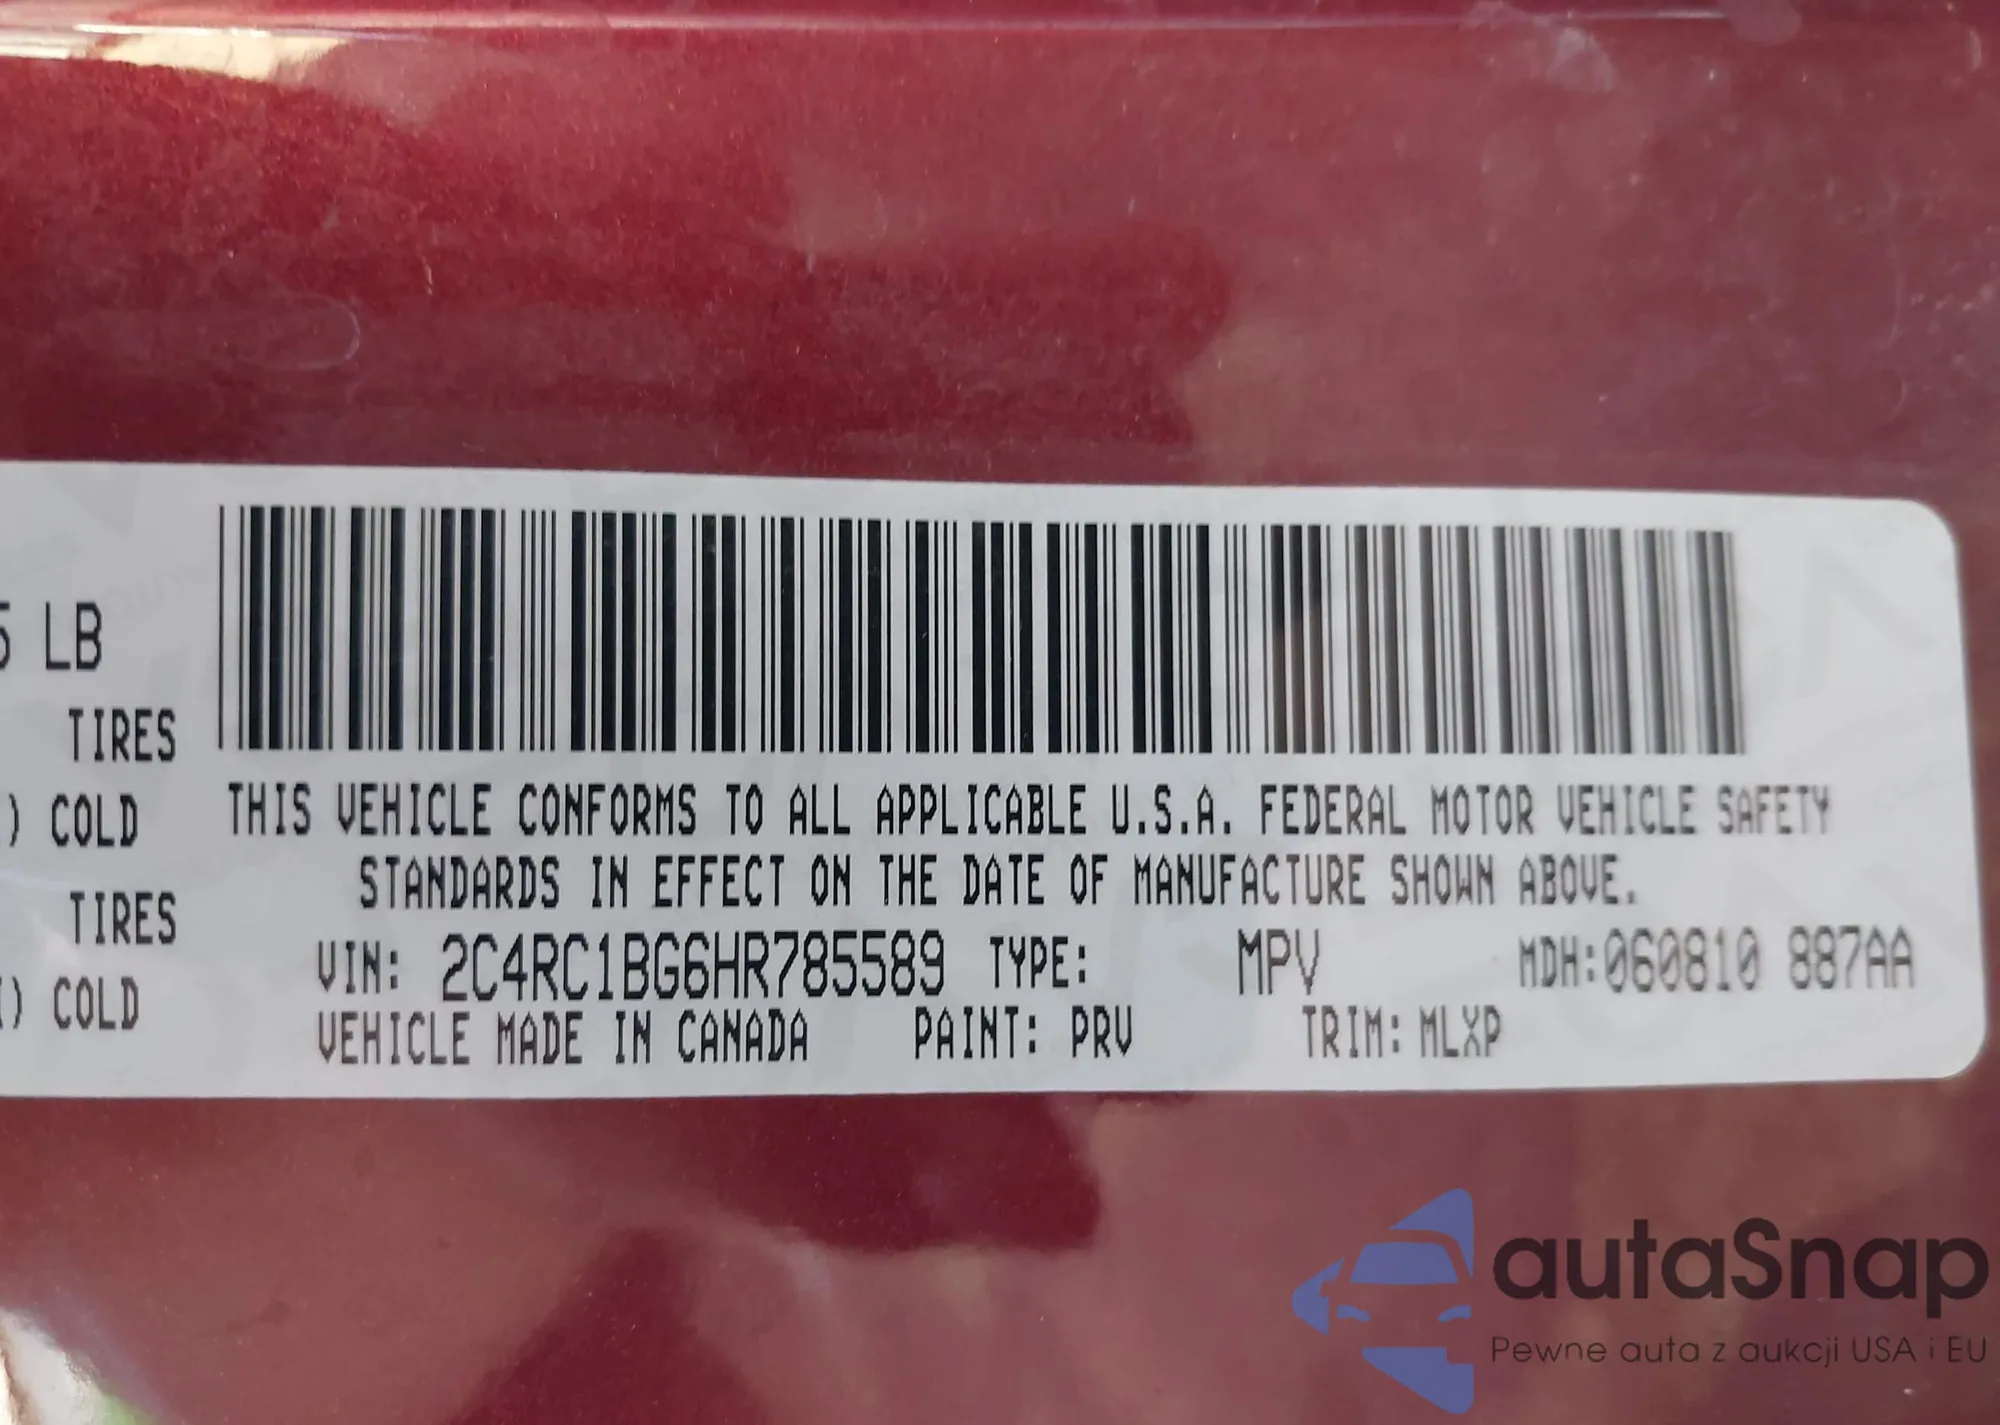 5 LB
TIRES
) COLD
TIRES
) COLD
THIS VEHICLE CONFORMS TO ALL APPLICABLE U.S.A. FEDERAL MOTOR VEHICLE SAFETY
STANDARDS IN EFFECT ON THE DATE OF MANUFACTURE SHOWN ABOVE.
VIN: 2C4RC1BG6HR785589 TYPE: MPV MDH:060810 887AA
VEHICLE MADE IN CANADA PAINT: PRV TRIM: MLXP
autaSnap
Pewne auta z aukcji USA i EU